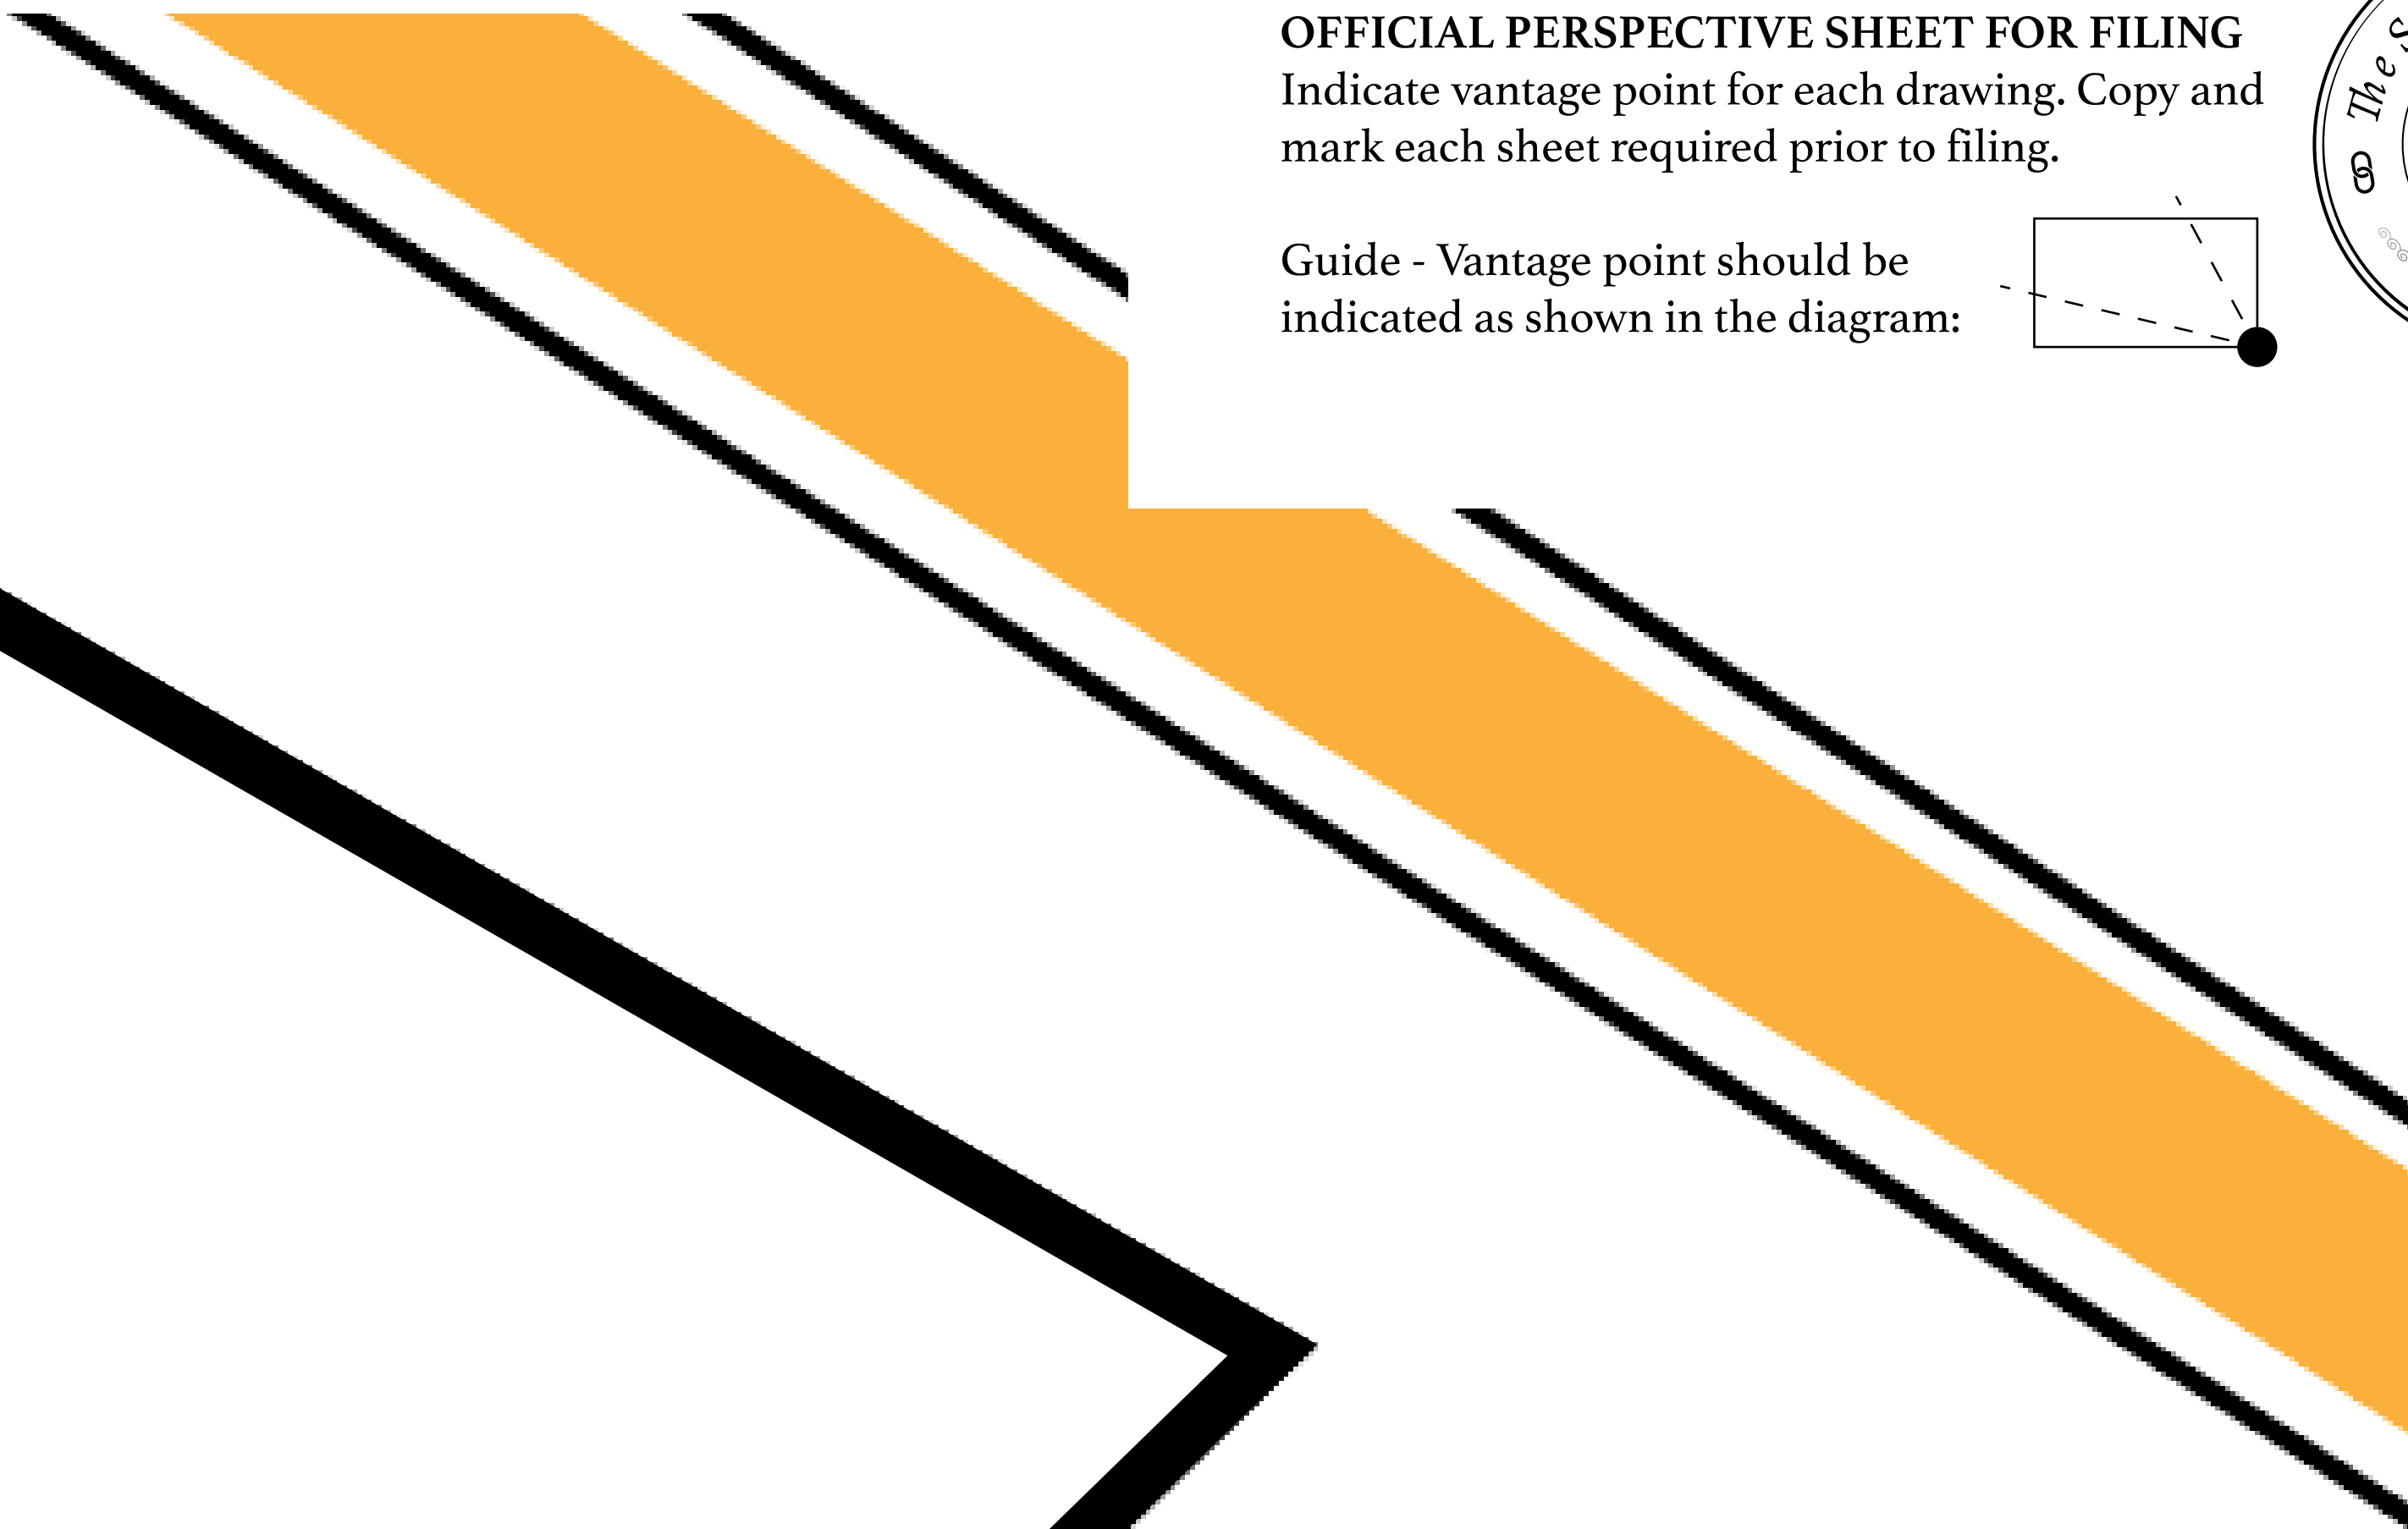 OFFICIAL PERSPECTIVE SHEET FOR FILING
Indicate vantage point for each drawing. Copy and
mark each sheet required prior to filing.
Guide - Vantage point should be
indicated as shown in the diagram:
The